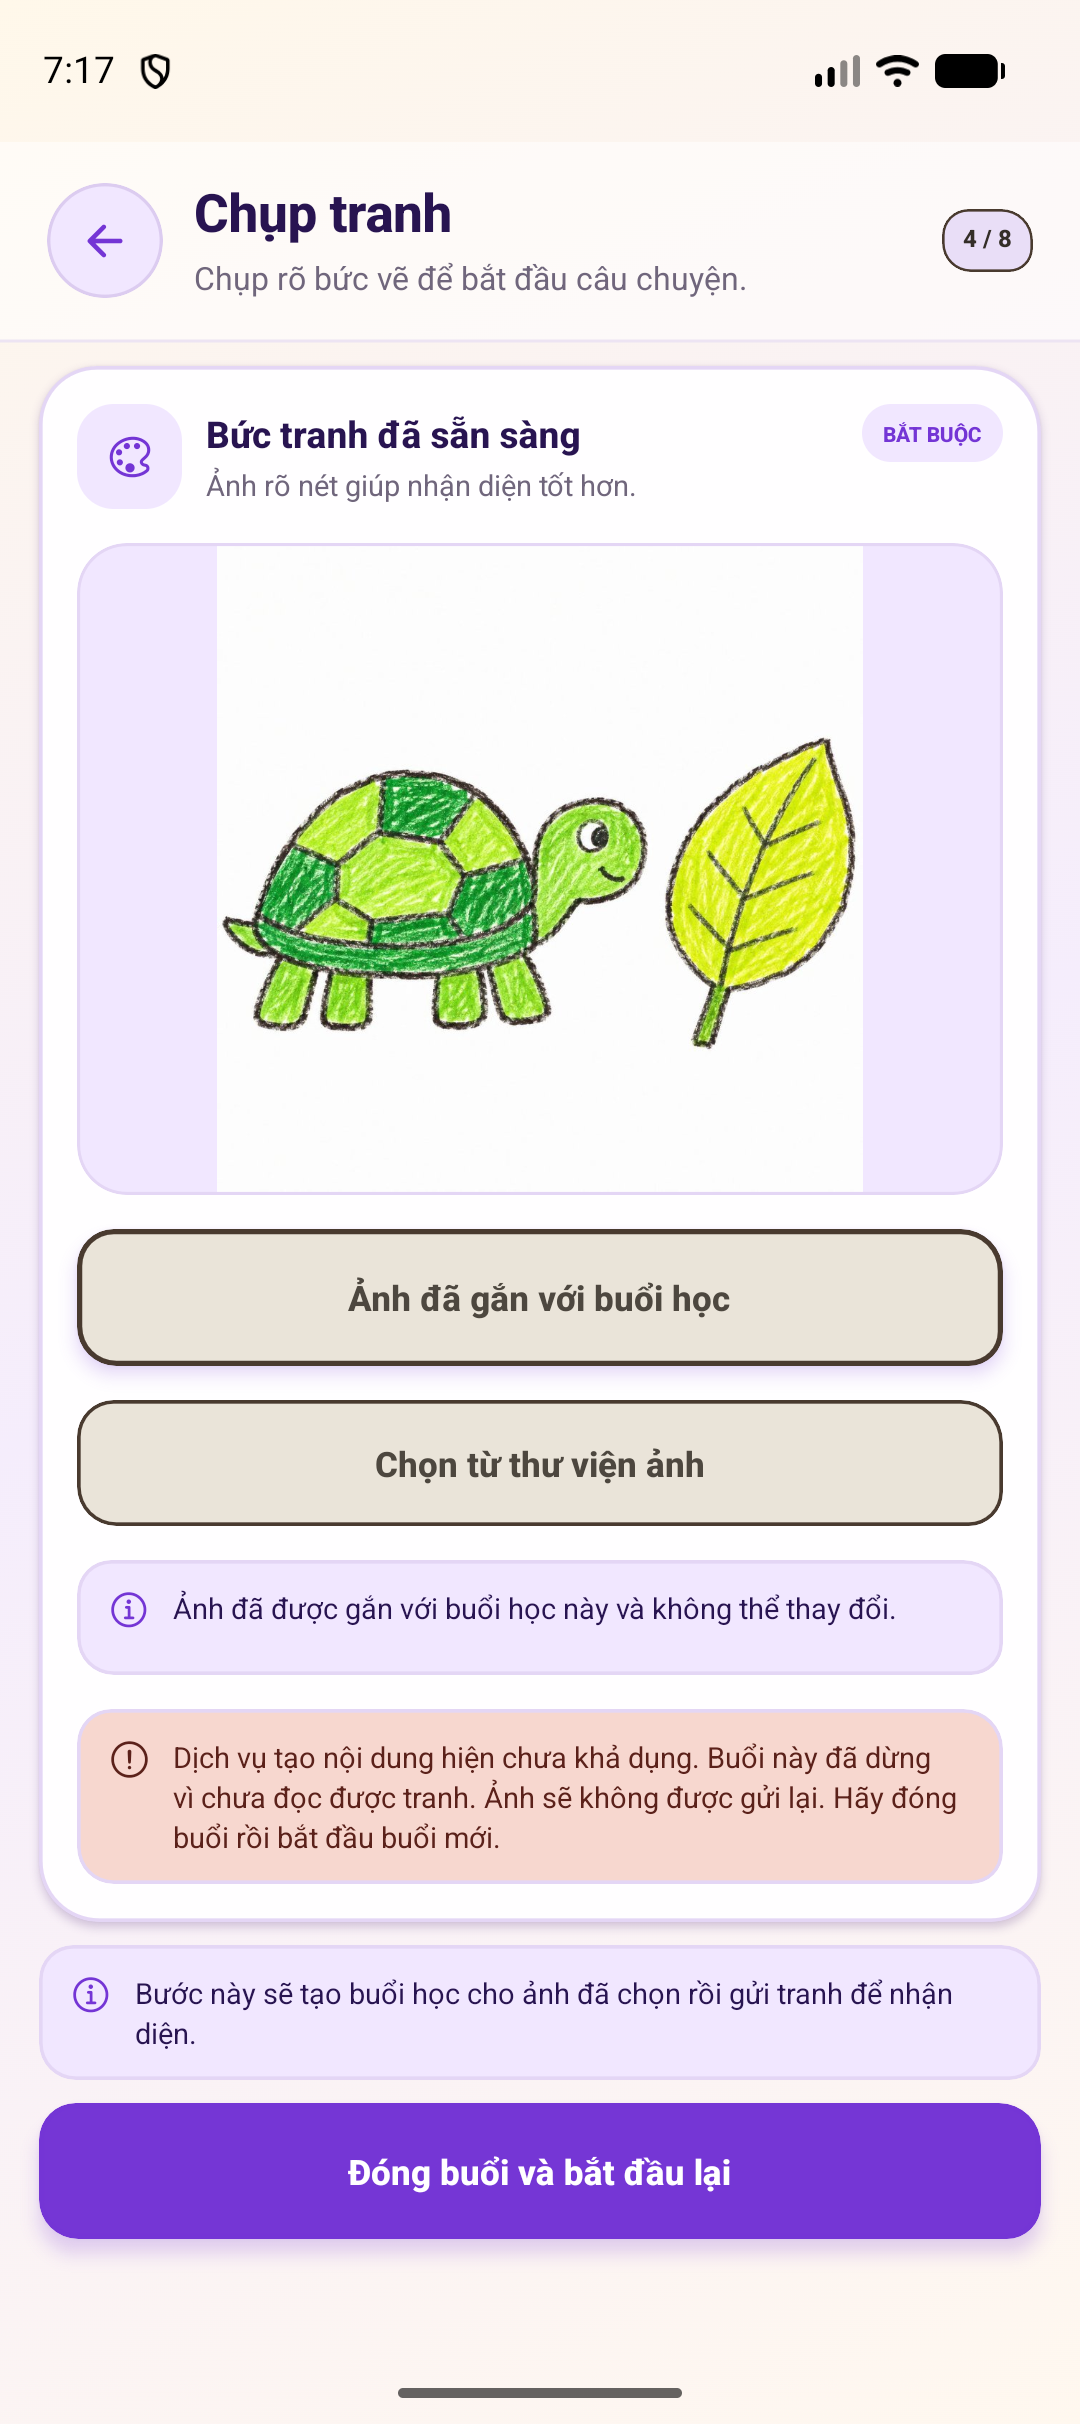 7:17
Chụp tranh
Chụp rõ bức vẽ để bắt đầu câu chuyện.
4 / 8
Bức tranh đã sẵn sàng
Ảnh rõ nét giúp nhận diện tốt hơn.
BẮT BUỘC
Ảnh đã gắn với buổi học
Chọn từ thư viện ảnh
Ảnh đã được gắn với buổi học này và không thể thay đổi.
Dịch vụ tạo nội dung hiện chưa khả dụng. Buổi này đã dừng
vì chưa đọc được tranh. Ảnh sẽ không được gửi lại. Hãy đóng
buổi rồi bắt đầu buổi mới.
Bước này sẽ tạo buổi học cho ảnh đã chọn rồi gửi tranh để nhận
diện.
Đóng buổi và bắt đầu lại